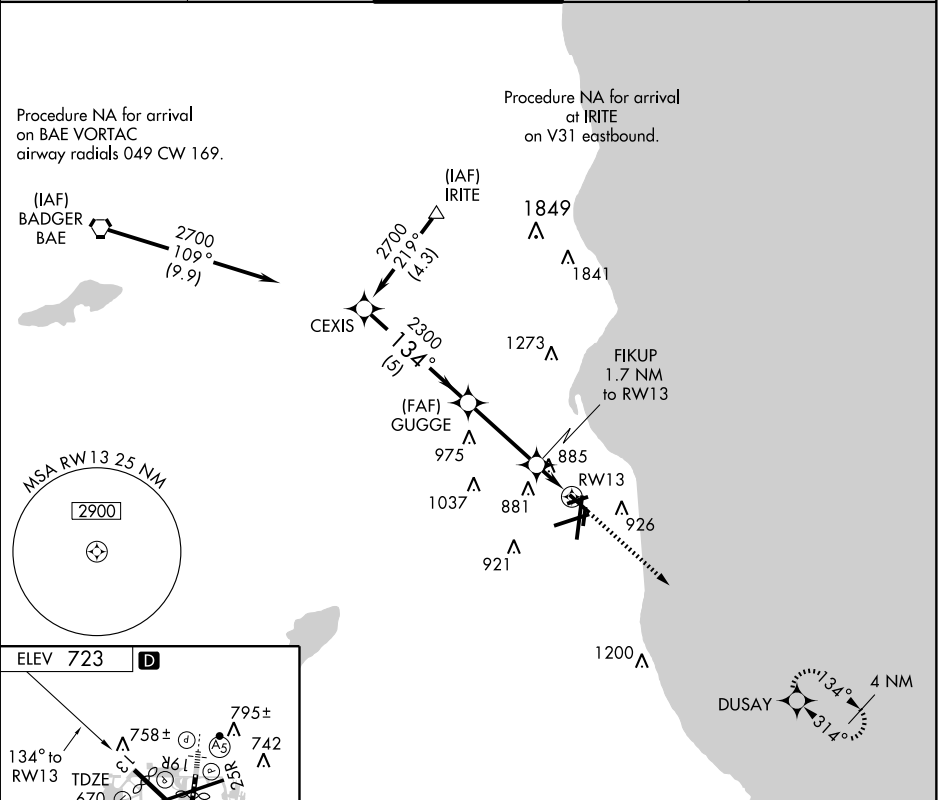 Procedure NA for arrival
on BAE VORTAC
airway radials 049 CW 169.
Procedure NA for arrival
at IRITE
on V31 eastbound.
(IAF)
BADGER
BAE
2700
109°
(9.9)
(IAF)
IRITE
2700
219°
(4.3)
1849
1841
CEXIS
2300
134°
(5)
1273
FIKUP
1.7 NM
to RW13
(FAF)
GUGGE
975
885
RW13
1037
881
926
921
MSA RW13 25 NM
2900
1200
DUSAY
134°
314°
4 NM
ELEV 723
D
795±
758±
P
A5
742
134° to
RW13
13
19R
P
25R
TDZE
670
P